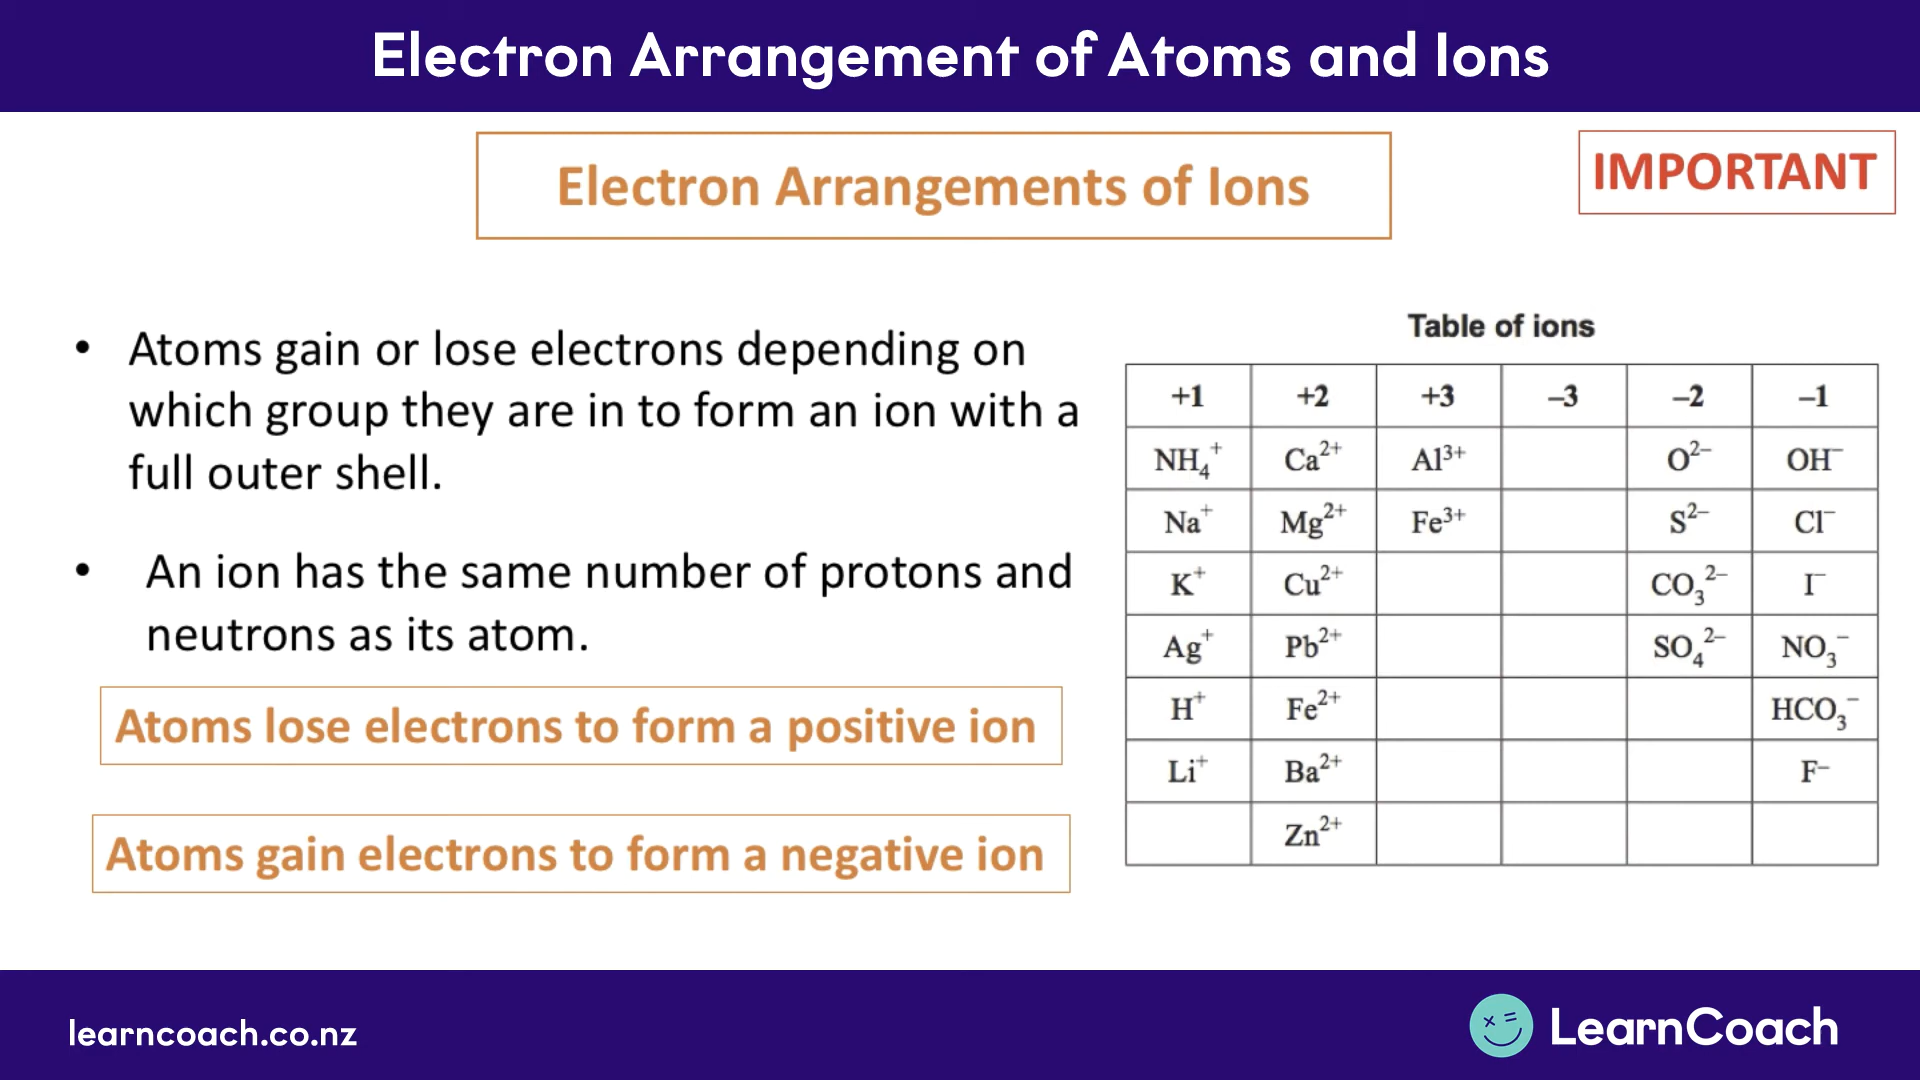 Electron Arrangement of Atoms and Ions
Electron Arrangements of Ions
IMPORTANT
• Atoms gain or lose electrons depending on
which group they are in to form an ion with a
full outer shell.
• An ion has the same number of protons and
neutrons as its atom.
Atoms lose electrons to form a positive ion
Atoms gain electrons to form a negative ion
Table of ions
+1 +2 +3 –3 –2 –1
NH₄⁺ Ca²⁺ Al³⁺ O²⁻ OH⁻
Na⁺ Mg²⁺ Fe³⁺ S²⁻ Cl⁻
K⁺ Cu²⁺ CO₃²⁻ I⁻
Ag⁺ Pb²⁺ SO₄²⁻ NO₃⁻
H⁺ Fe²⁺ HCO₃⁻
Li⁺ Ba²⁺ F⁻
Zn²⁺
learncoach.co.nz
LearnCoach